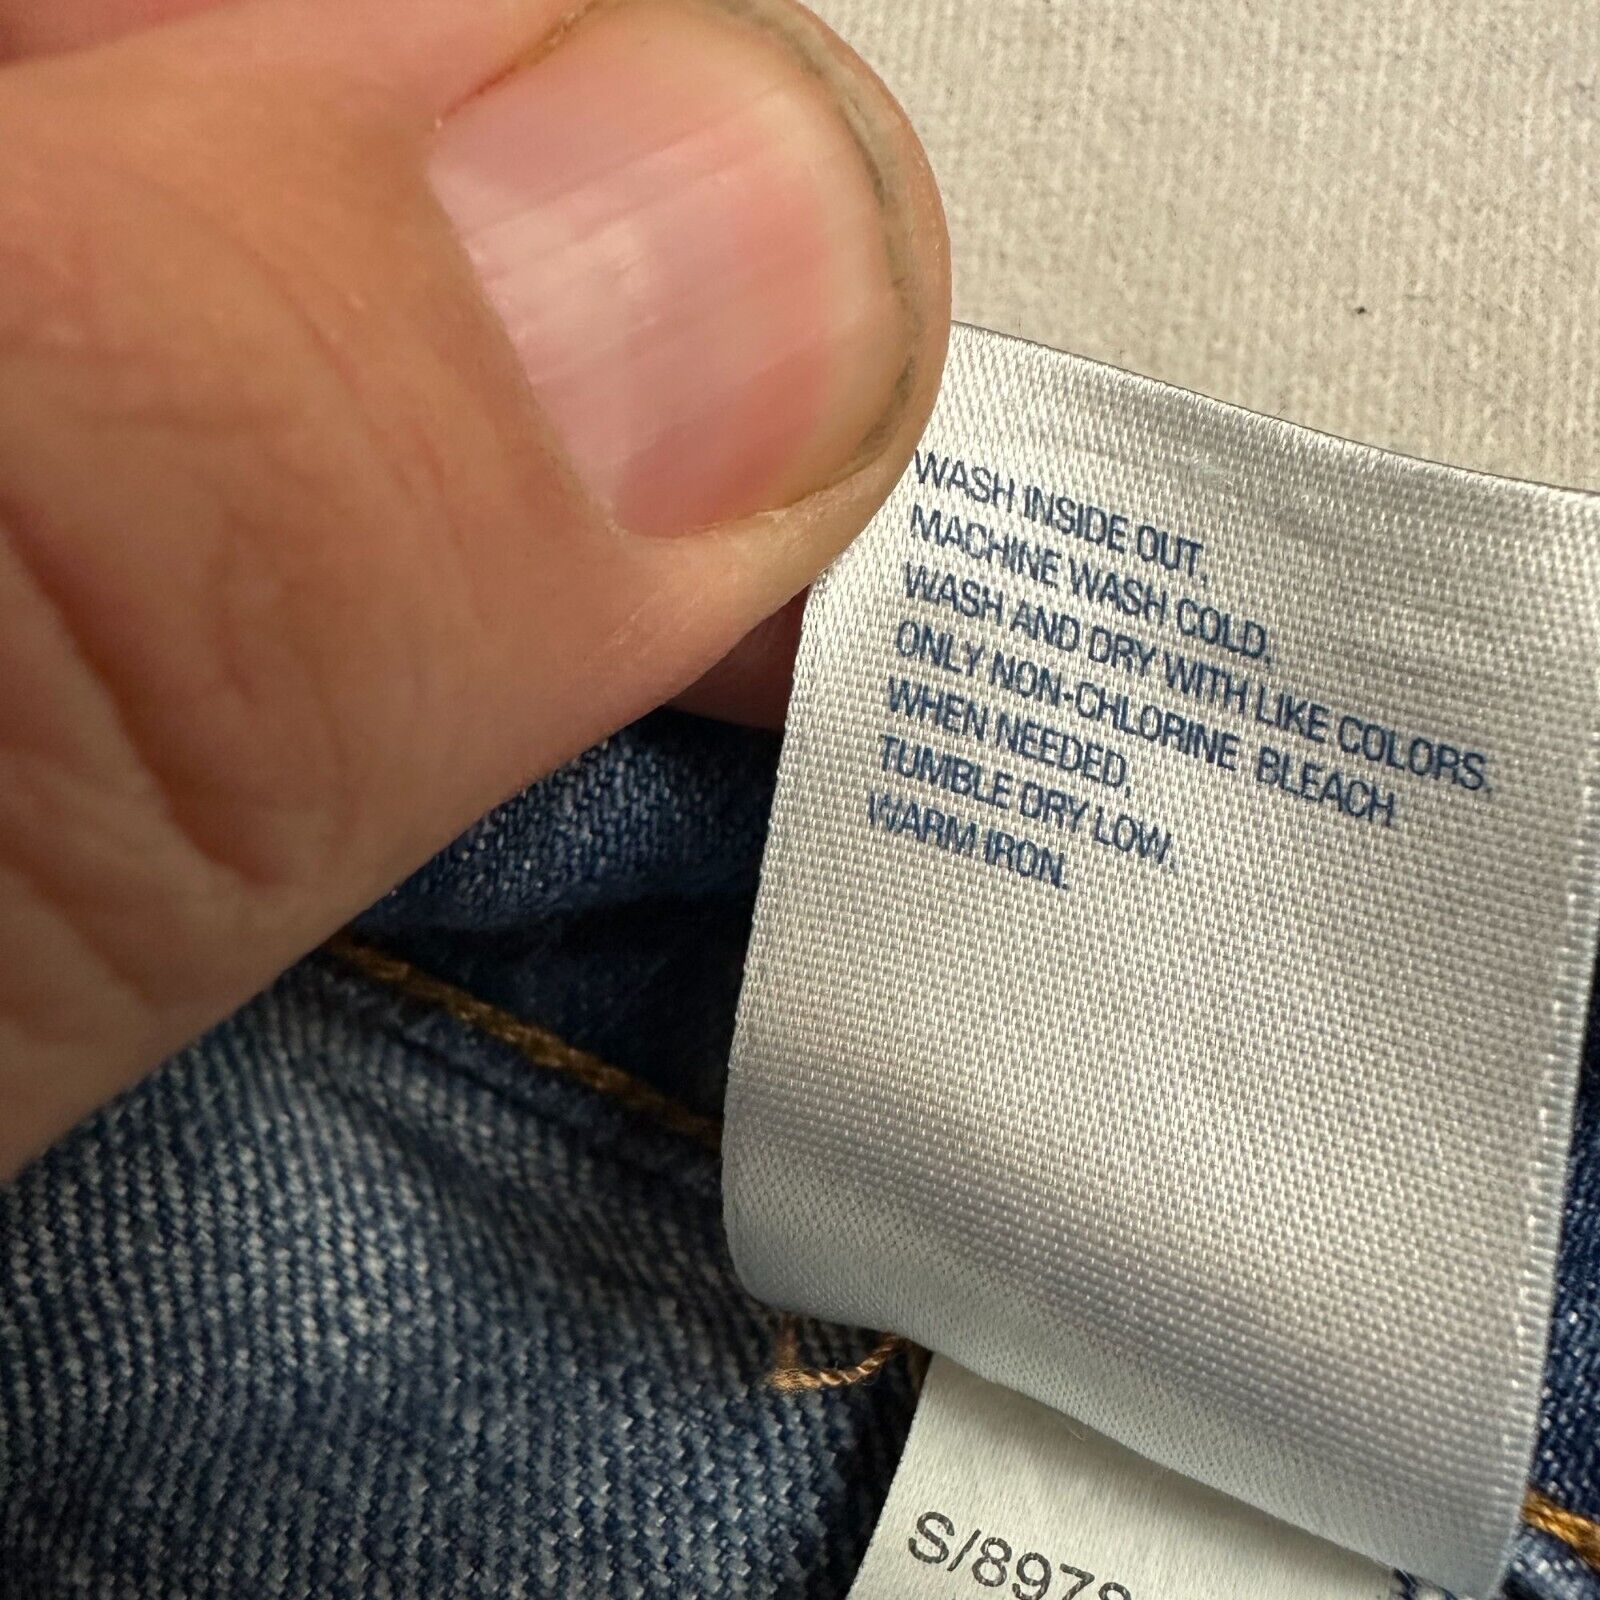 WASH INSIDE OUT,
MACHINE WASH COLD,
WASH AND DRY WITH LIKE COLORS.
ONLY NON-CHLORINE BLEACH
WHEN NEEDED,
TUMBLE DRY LOW,
WARM IRON.